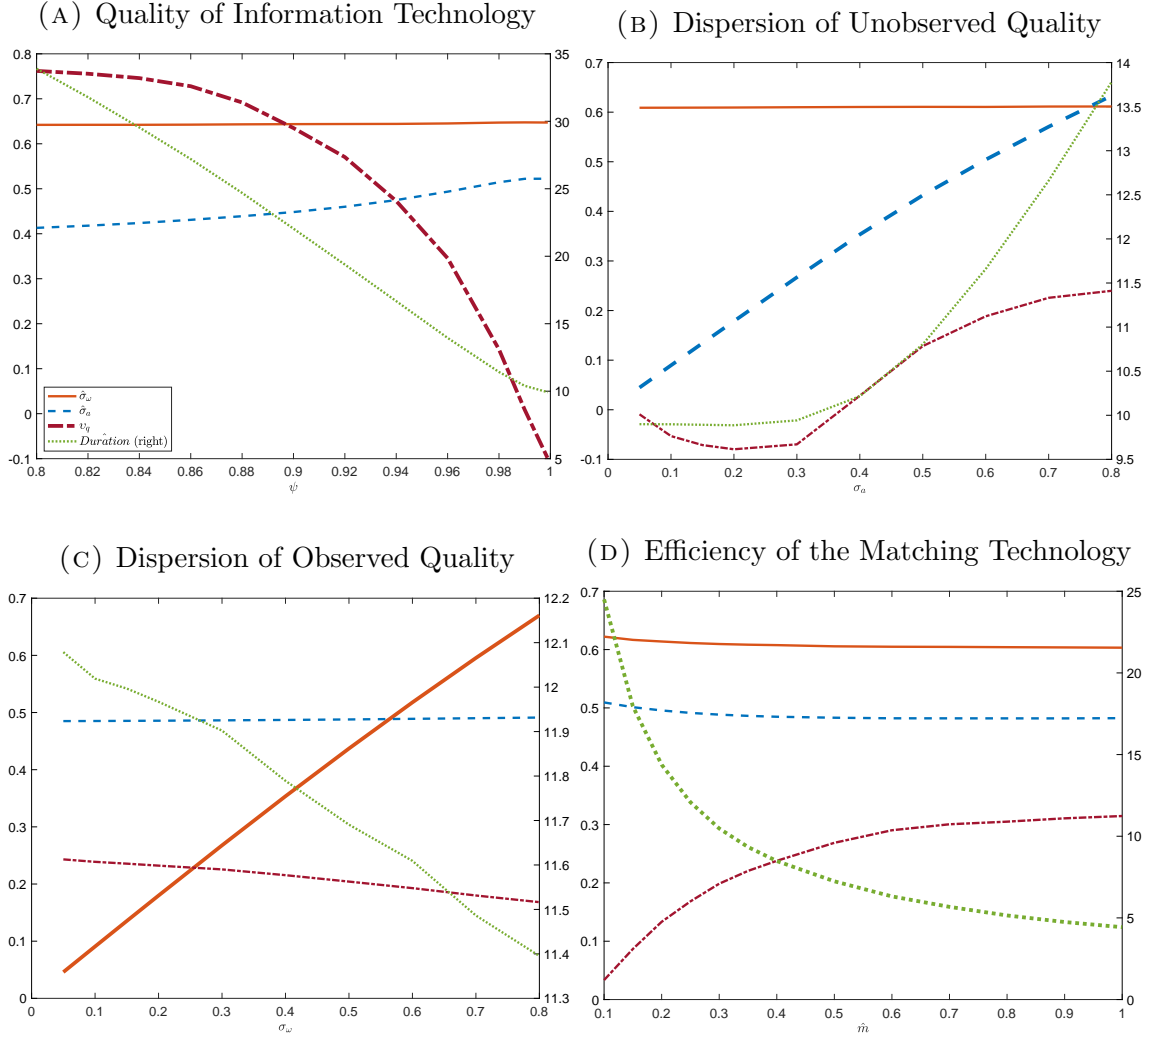 (A) Quality of Information Technology
0.8 35
0.7 30
0.6 25
0.5
0.4 20
0.3 15
0.2
0.1 10
0
-0.1 5
σ̂ω
σ̂a
υq
Duration̂ (right)
0.8 0.82 0.84 0.86 0.88 0.9 0.92 0.94 0.96 0.98 1
ψ
(B) Dispersion of Unobserved Quality
0.7 14
0.6 13.5
0.5 13
0.4 12.5
0.3 12
0.2 11.5
0.1 11
0 10.5
-0.1 10
9.5
0 0.1 0.2 0.3 0.4 0.5 0.6 0.7 0.8
σa
(C) Dispersion of Observed Quality
0.7 12.2
0.6 12.1
0.5 12
0.4 11.9
0.3 11.8
0.2 11.7
0.1 11.6
0 11.5
11.4
11.3
0 0.1 0.2 0.3 0.4 0.5 0.6 0.7 0.8
σω
(D) Efficiency of the Matching Technology
0.7 25
0.6 20
0.5
0.4 15
0.3 10
0.2
0.1 5
0 0
0.1 0.2 0.3 0.4 0.5 0.6 0.7 0.8 0.9 1
m̂